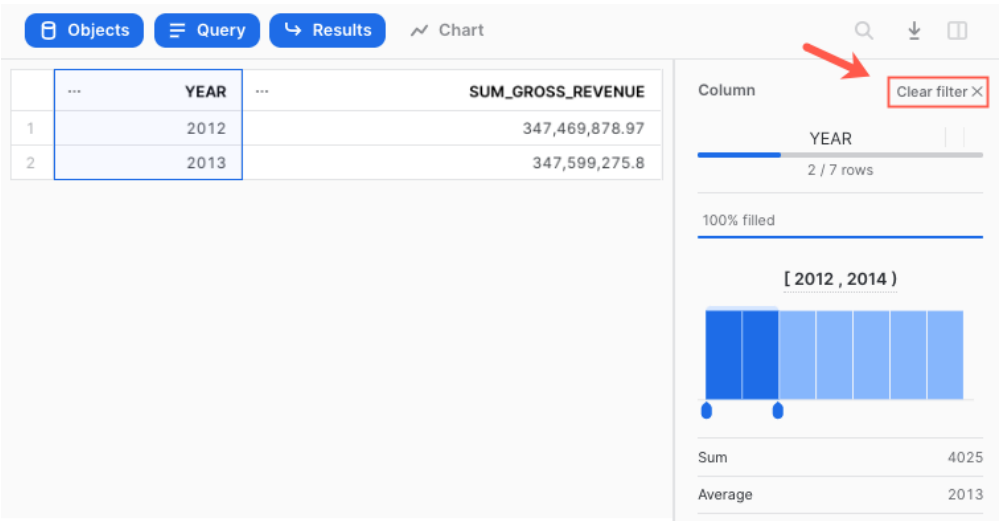 Objects Query Results Chart
··· YEAR ··· SUM_GROSS_REVENUE
1 2012 347,469,878.97
2 2013 347,599,275.8
Column Clear filter ×
YEAR
2 / 7 rows
100% filled
[ 2012 , 2014 )
Sum 4025
Average 2013